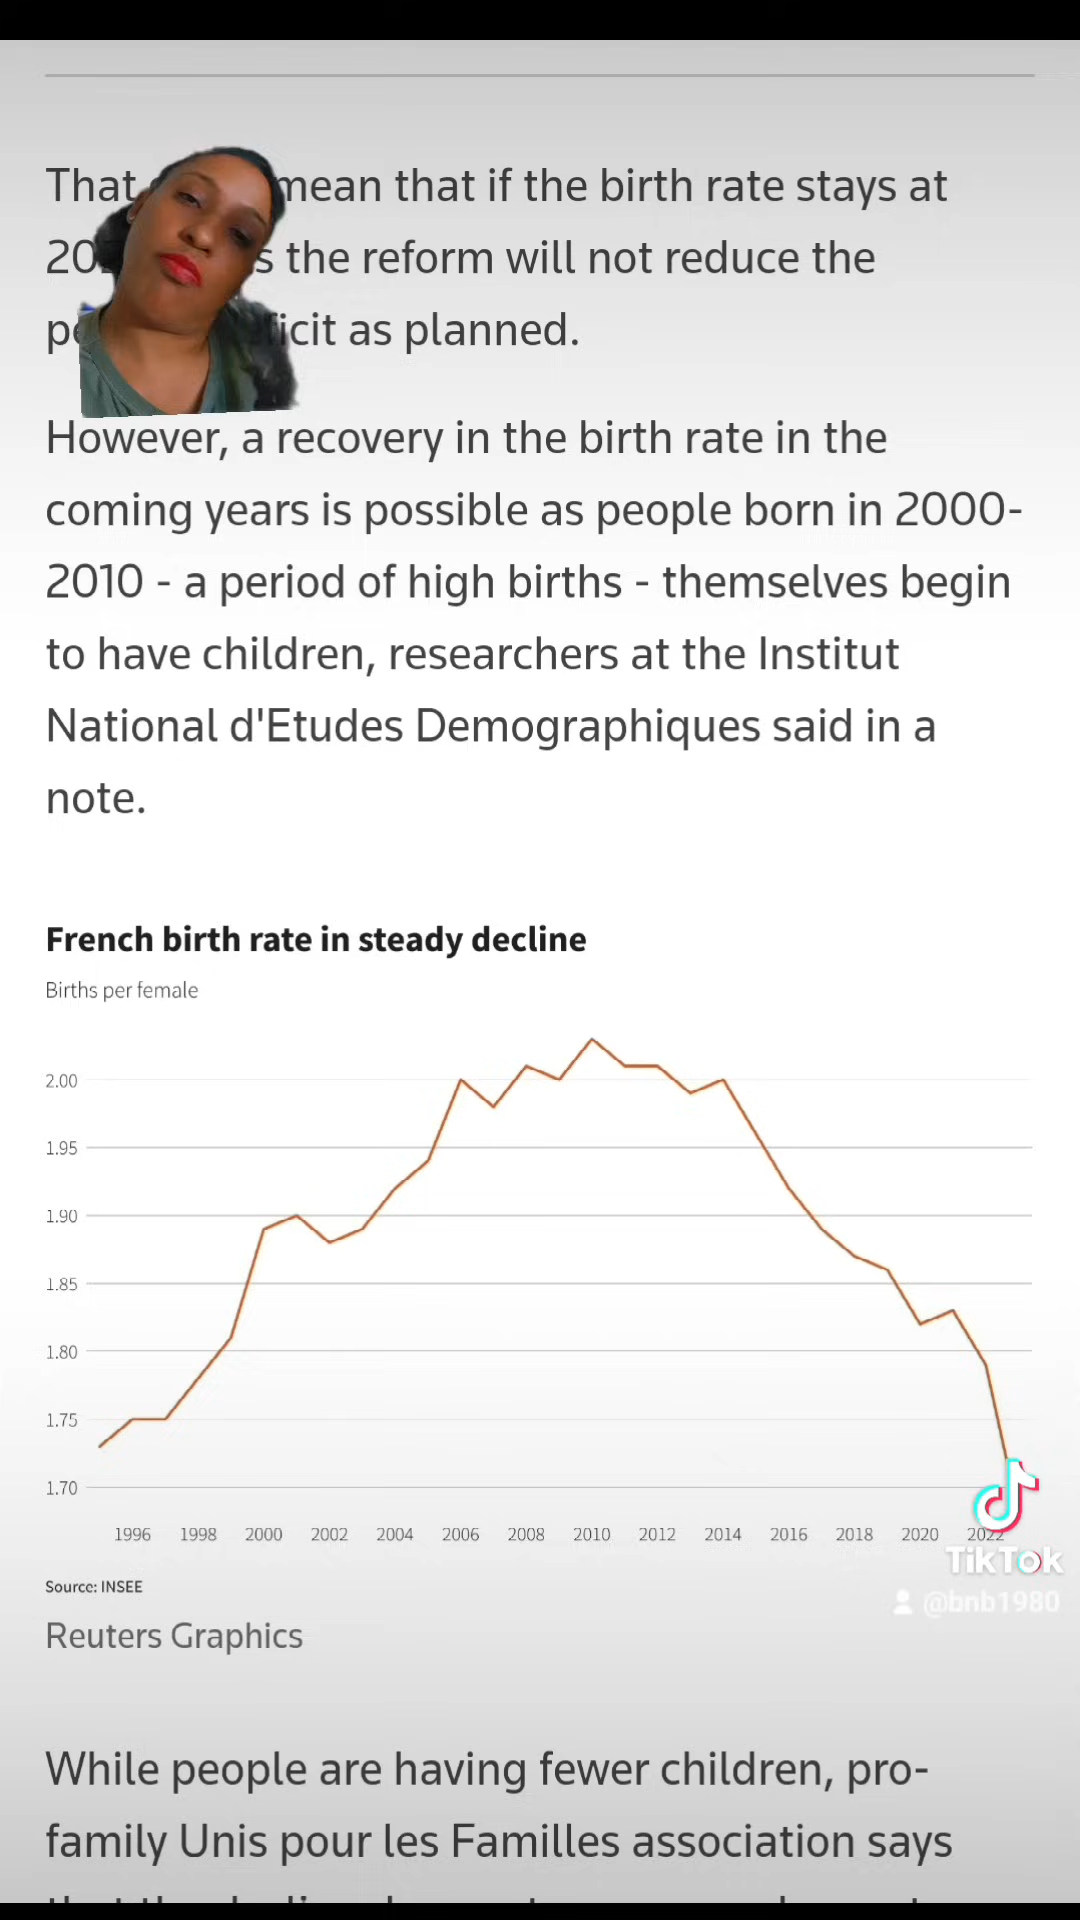 That mean that if the birth rate stays at
20 s the reform will not reduce the
pe ficit as planned.
However, a recovery in the birth rate in the
coming years is possible as people born in 2000-
2010 - a period of high births - themselves begin
to have children, researchers at the Institut
National d'Etudes Demographiques said in a
note.
French birth rate in steady decline
Births per female
2.00
1.95
1.90
1.85
1.80
1.75
1.70
1996 1998 2000 2002 2004 2006 2008 2010 2012 2014 2016 2018 2020 2022
TikTok
@bnb1980
Source: INSEE
Reuters Graphics
While people are having fewer children, pro-
family Unis pour les Familles association says